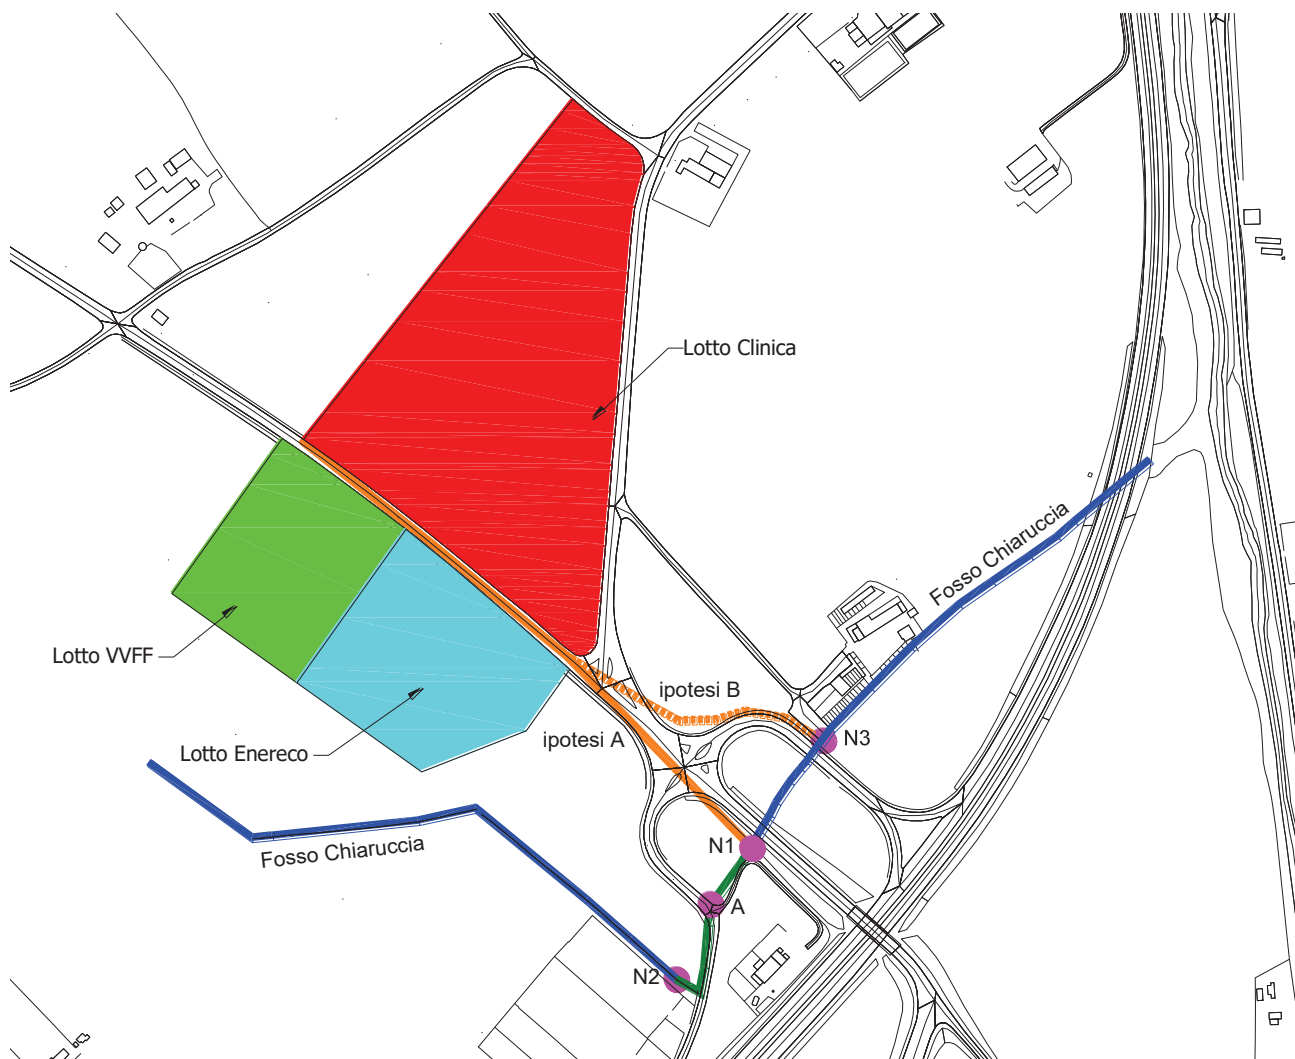 Lotto Clinica
Fosso Chiaruccia
Lotto VVFF
ipotesi B
Lotto Enereco
ipotesi A
N3
Fosso Chiaruccia
N1
A
N2